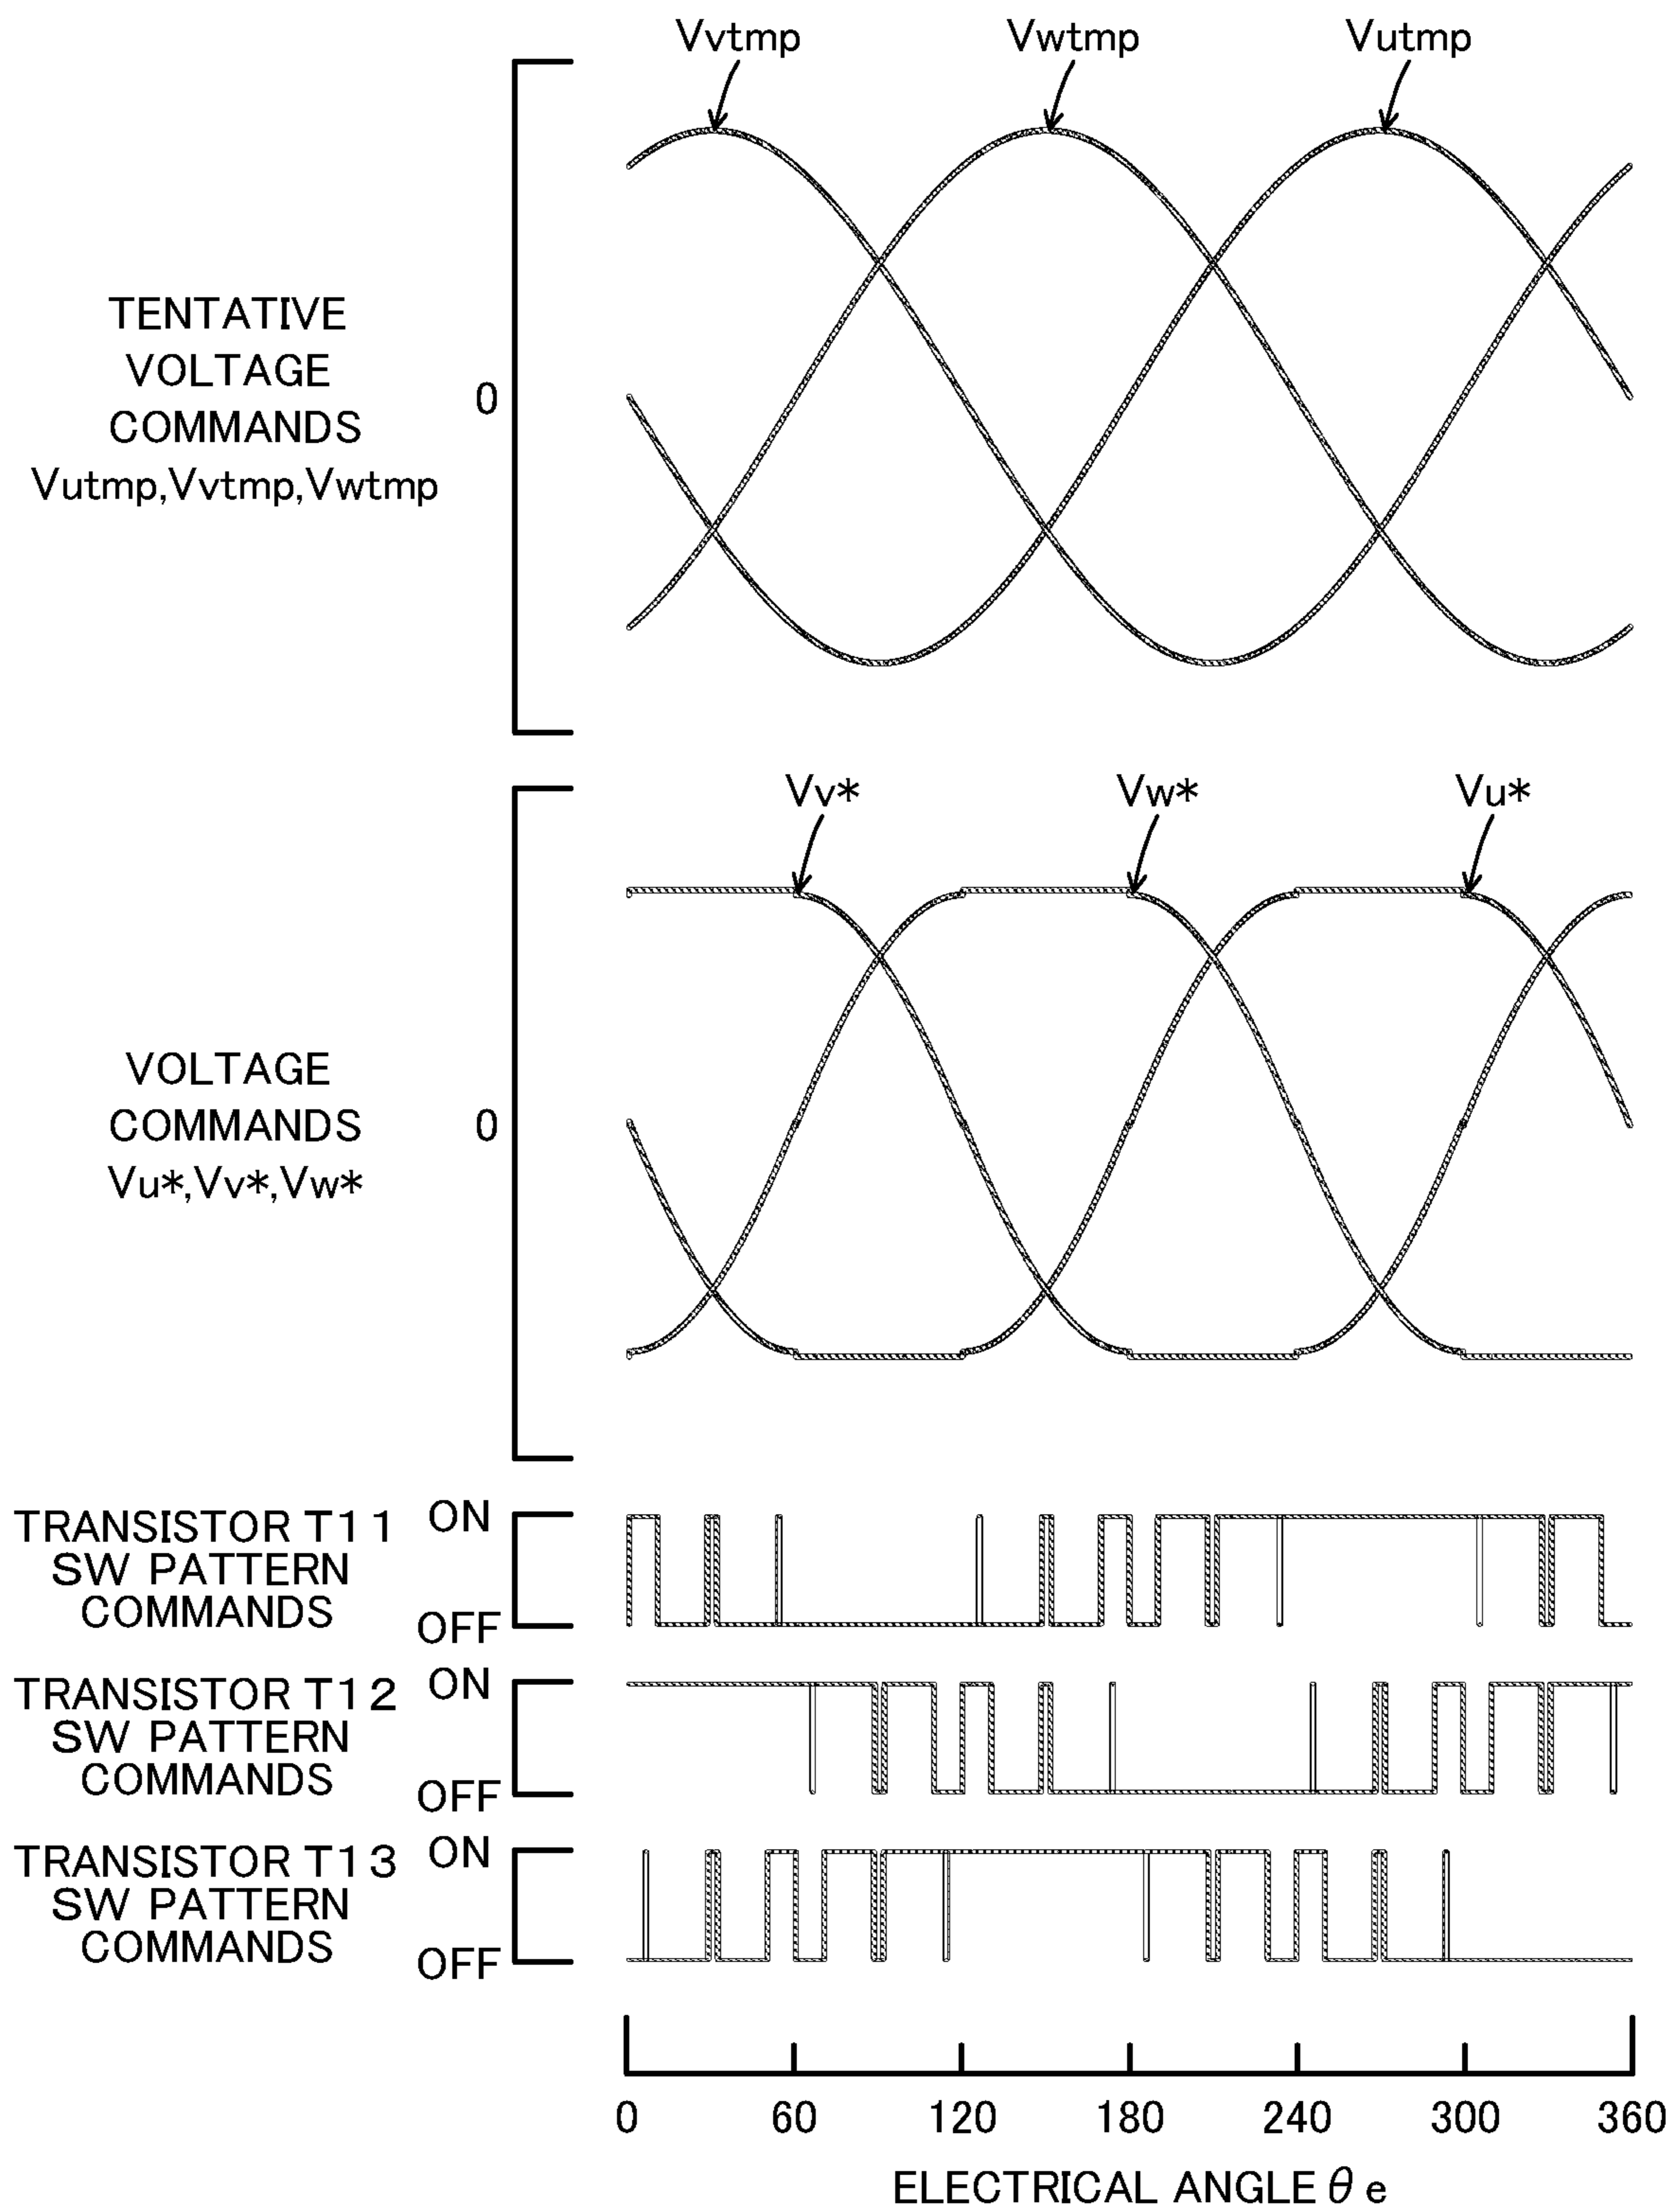 Vvtmp Vwtmp Vutmp
TENTATIVE
VOLTAGE
COMMANDS
Vutmp,Vvtmp,Vwtmp
0
Vv* Vw* Vu*
VOLTAGE
COMMANDS
Vu*,Vv*,Vw*
0
TRANSISTOR T11
SW PATTERN
COMMANDS
ON
OFF
TRANSISTOR T12
SW PATTERN
COMMANDS
ON
OFF
TRANSISTOR T13
SW PATTERN
COMMANDS
ON
OFF
0 60 120 180 240 300 360
ELECTRICAL ANGLE θ e